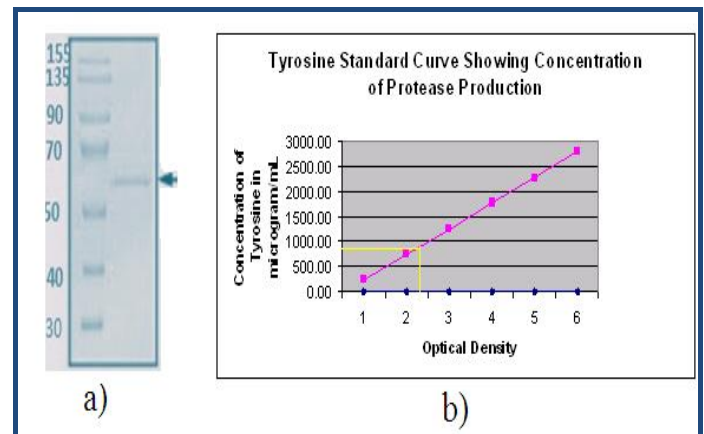 155
135
90
70
50
40
30
a)
Tyrosine Standard Curve Showing Concentration
of Protease Production
Concentration of
Tyrosine in
microgram/mL
3000.00
2500.00
2000.00
1500.00
1000.00
500.00
0.00
1 2 3 4 5 6
Optical Density
b)